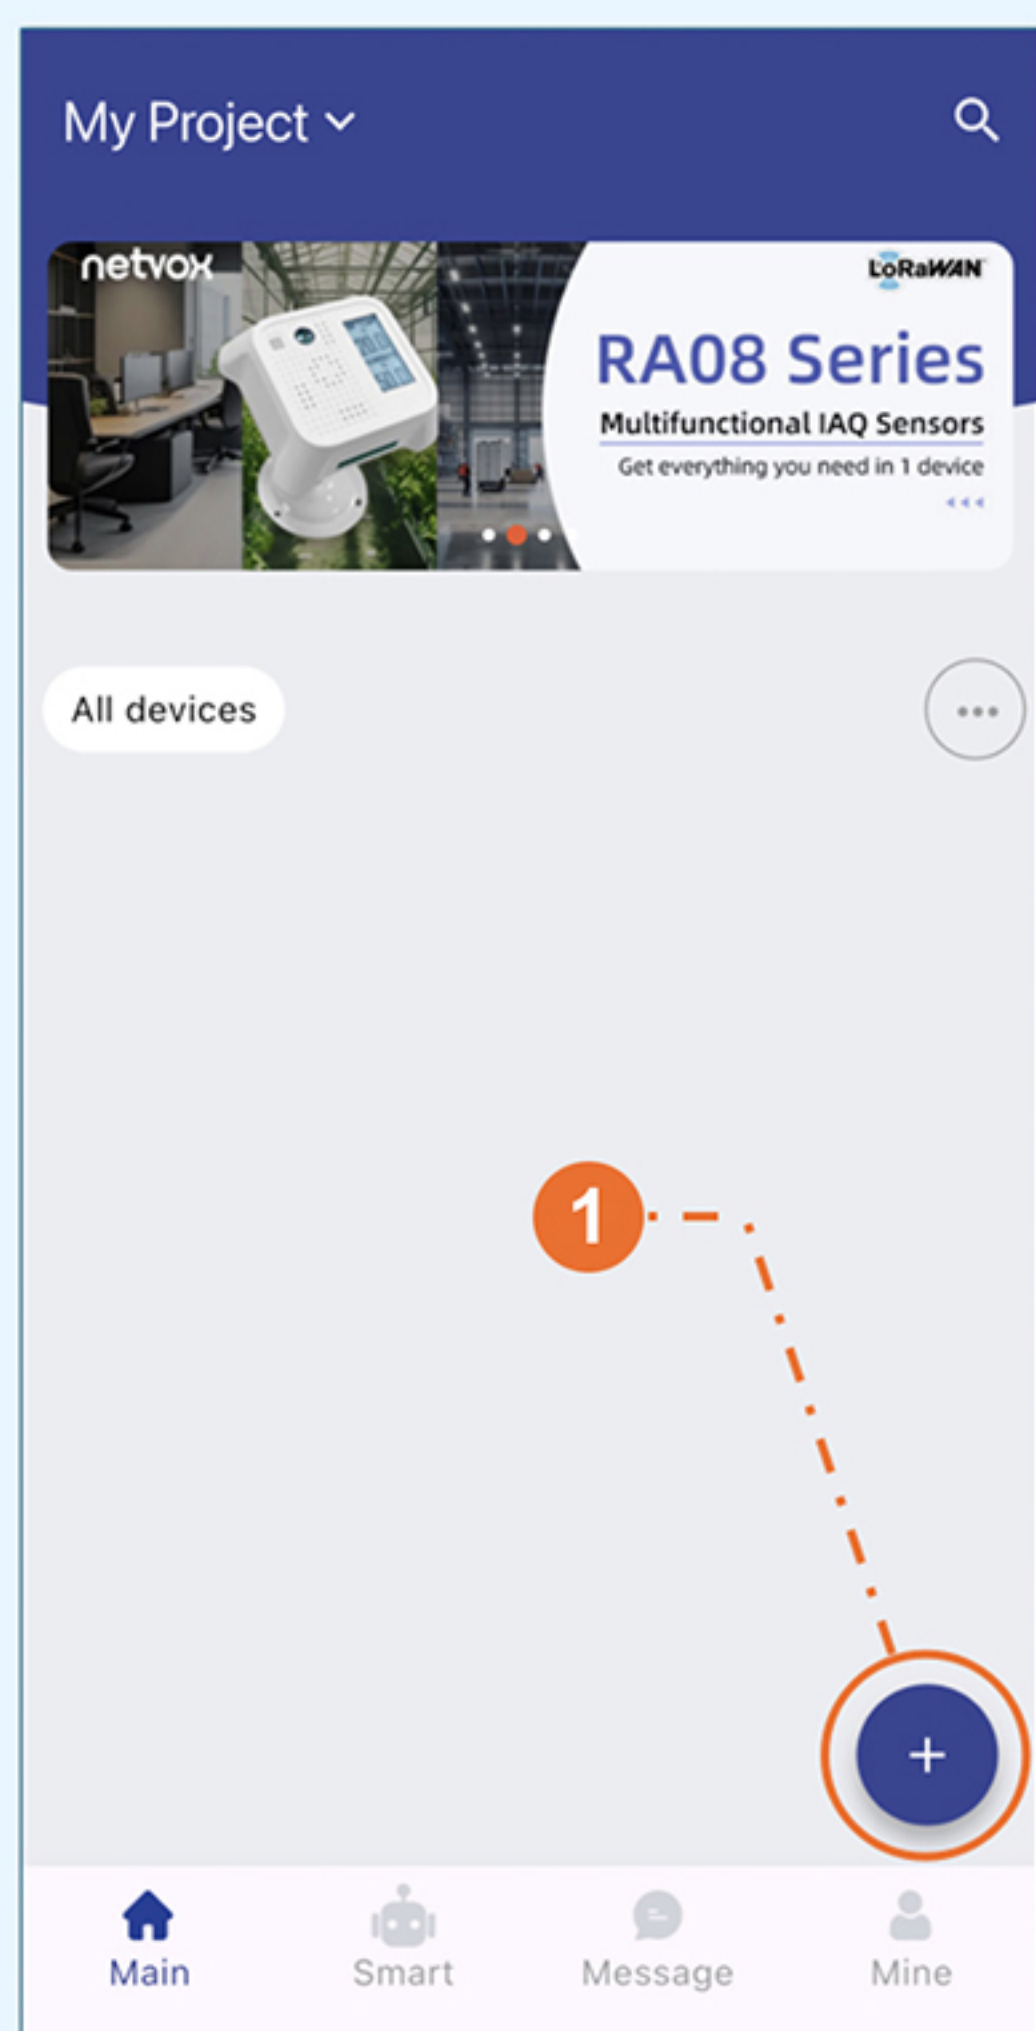 My Project
netvox
LoRaWAN
RA08 Series
Multifunctional IAQ Sensors
Get everything you need in 1 device
All devices
1
Main
Smart
Message
Mine